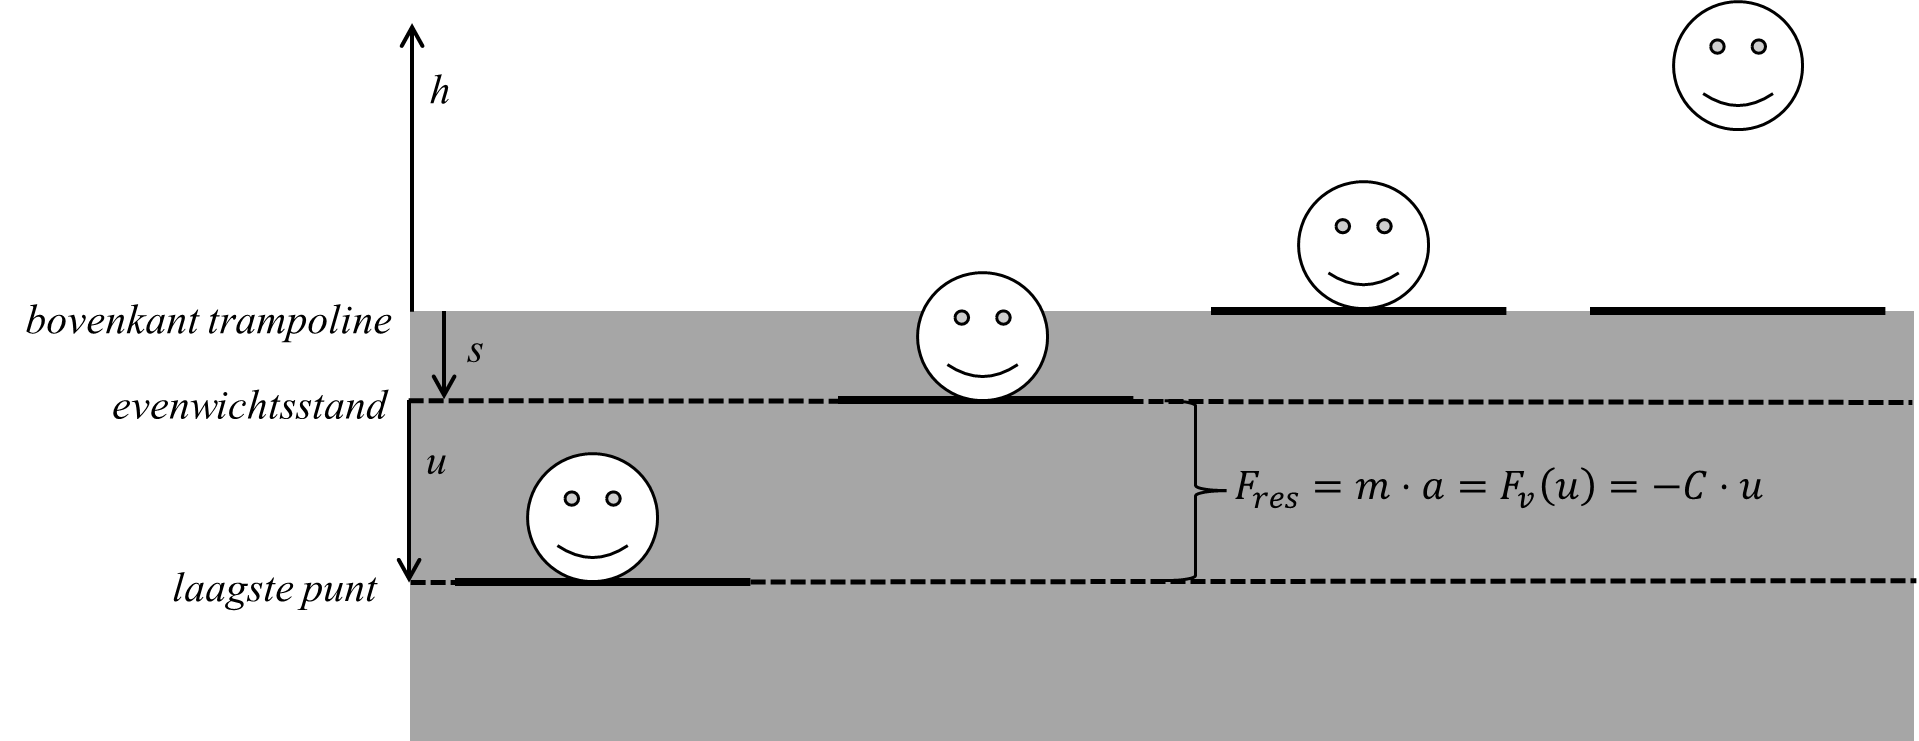 h
bovenkant trampoline
s
evenwichtsstand
u
F_res = m · a = F_v(u) = −C · u
laagste punt